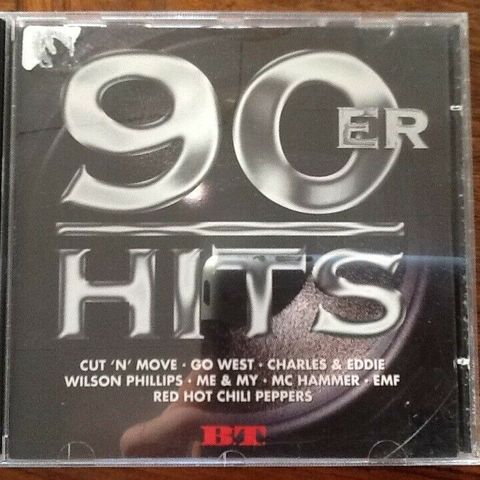 90ER
HITS
CUT 'N' MOVE · GO WEST · CHARLES & EDDIE
WILSON PHILLIPS · ME & MY · MC HAMMER · EMF
RED HOT CHILI PEPPERS
B.T.